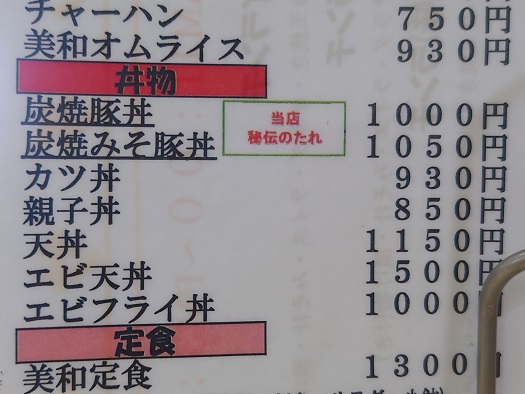 チャーハン 750円
美和オムライス 930円
丼物
炭焼豚丼 1000円
当店
秘伝のたれ
炭焼みそ豚丼 1050円
カツ丼 930円
親子丼 850円
天丼 1150円
エビ天丼 1500円
エビフライ丼 1000円
定食
美和定食 1300円